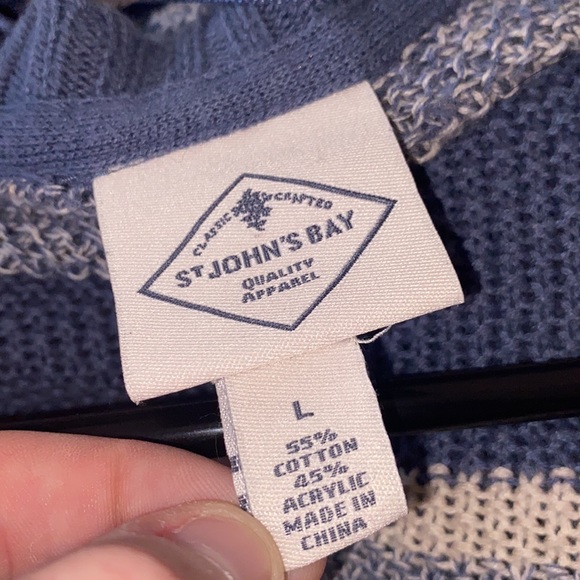 CLASSIC & CRAFTED
ST JOHN'S BAY
QUALITY
APPAREL
L
55%
COTTON
45%
ACRYLIC
MADE IN
CHINA